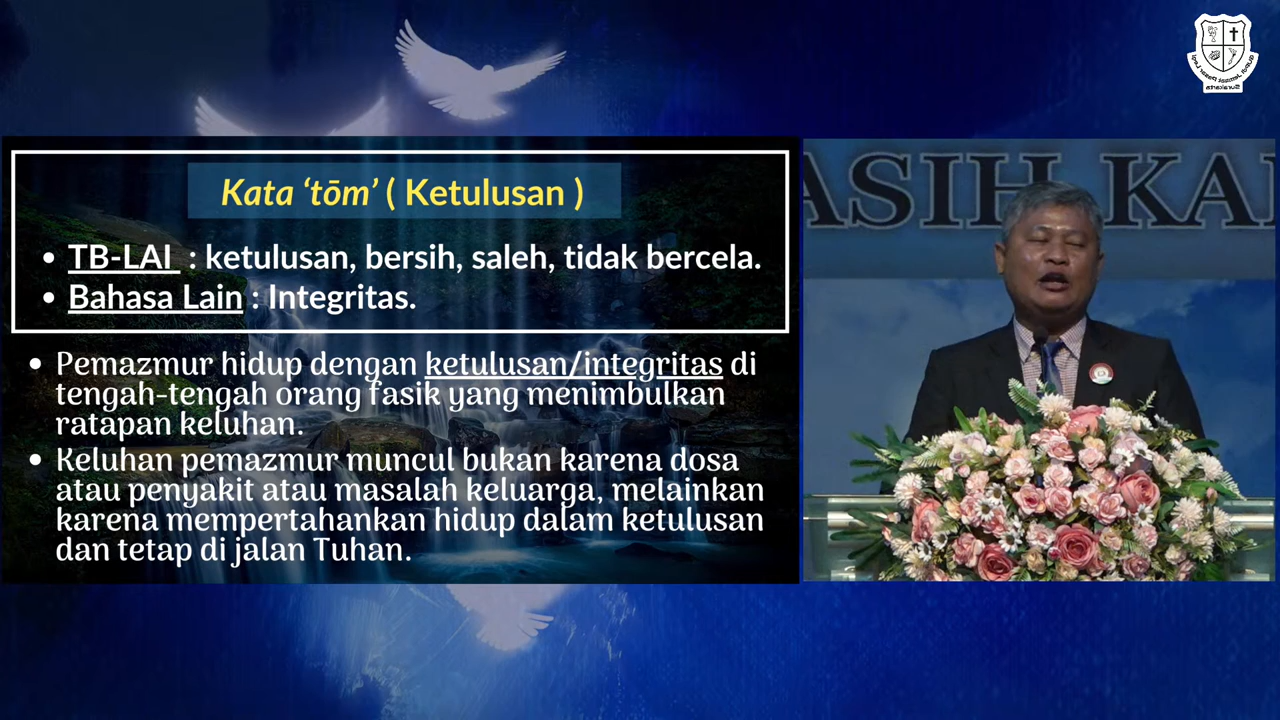 Kata ‘tōm’ ( Ketulusan )
• TB-LAI : ketulusan, bersih, saleh, tidak bercela.
• Bahasa Lain : Integritas.
• Pemazmur hidup dengan ketulusan/integritas di
tengah-tengah orang fasik yang menimbulkan
ratapan keluhan.
• Keluhan pemazmur muncul bukan karena dosa
atau penyakit atau masalah keluarga, melainkan
karena mempertahankan hidup dalam ketulusan
dan tetap di jalan Tuhan.
ASIH KA
Surakarta